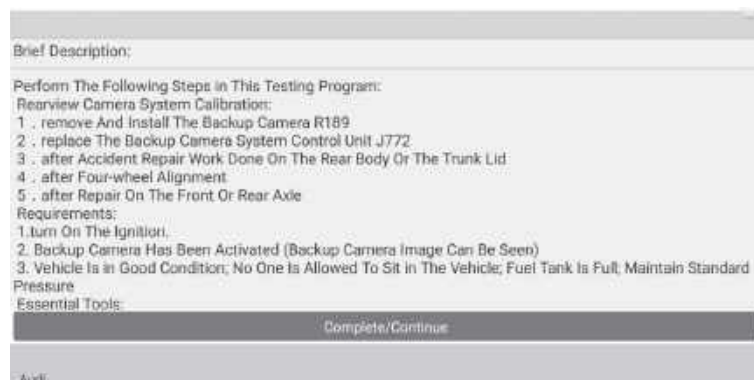 Brief Description:
Perform The Following Steps in This Testing Program:
Rearview Camera System Calibration:
1 . remove And Install The Backup Camera R189
2 . replace The Backup Camera System Control Unit J772
3 . after Accident Repair Work Done On The Rear Body Or The Trunk Lid
4 . after Four-wheel Alignment
5 . after Repair On The Front Or Rear Axle
Requirements:
1.turn On The Ignition.
2. Backup Camera Has Been Activated (Backup Camera Image Can Be Seen)
3. Vehicle Is in Good Condition; No One Is Allowed To Sit in The Vehicle; Fuel Tank Is Full; Maintain Standard
Pressure
Essential Tools:
Complete/Continue
Audi